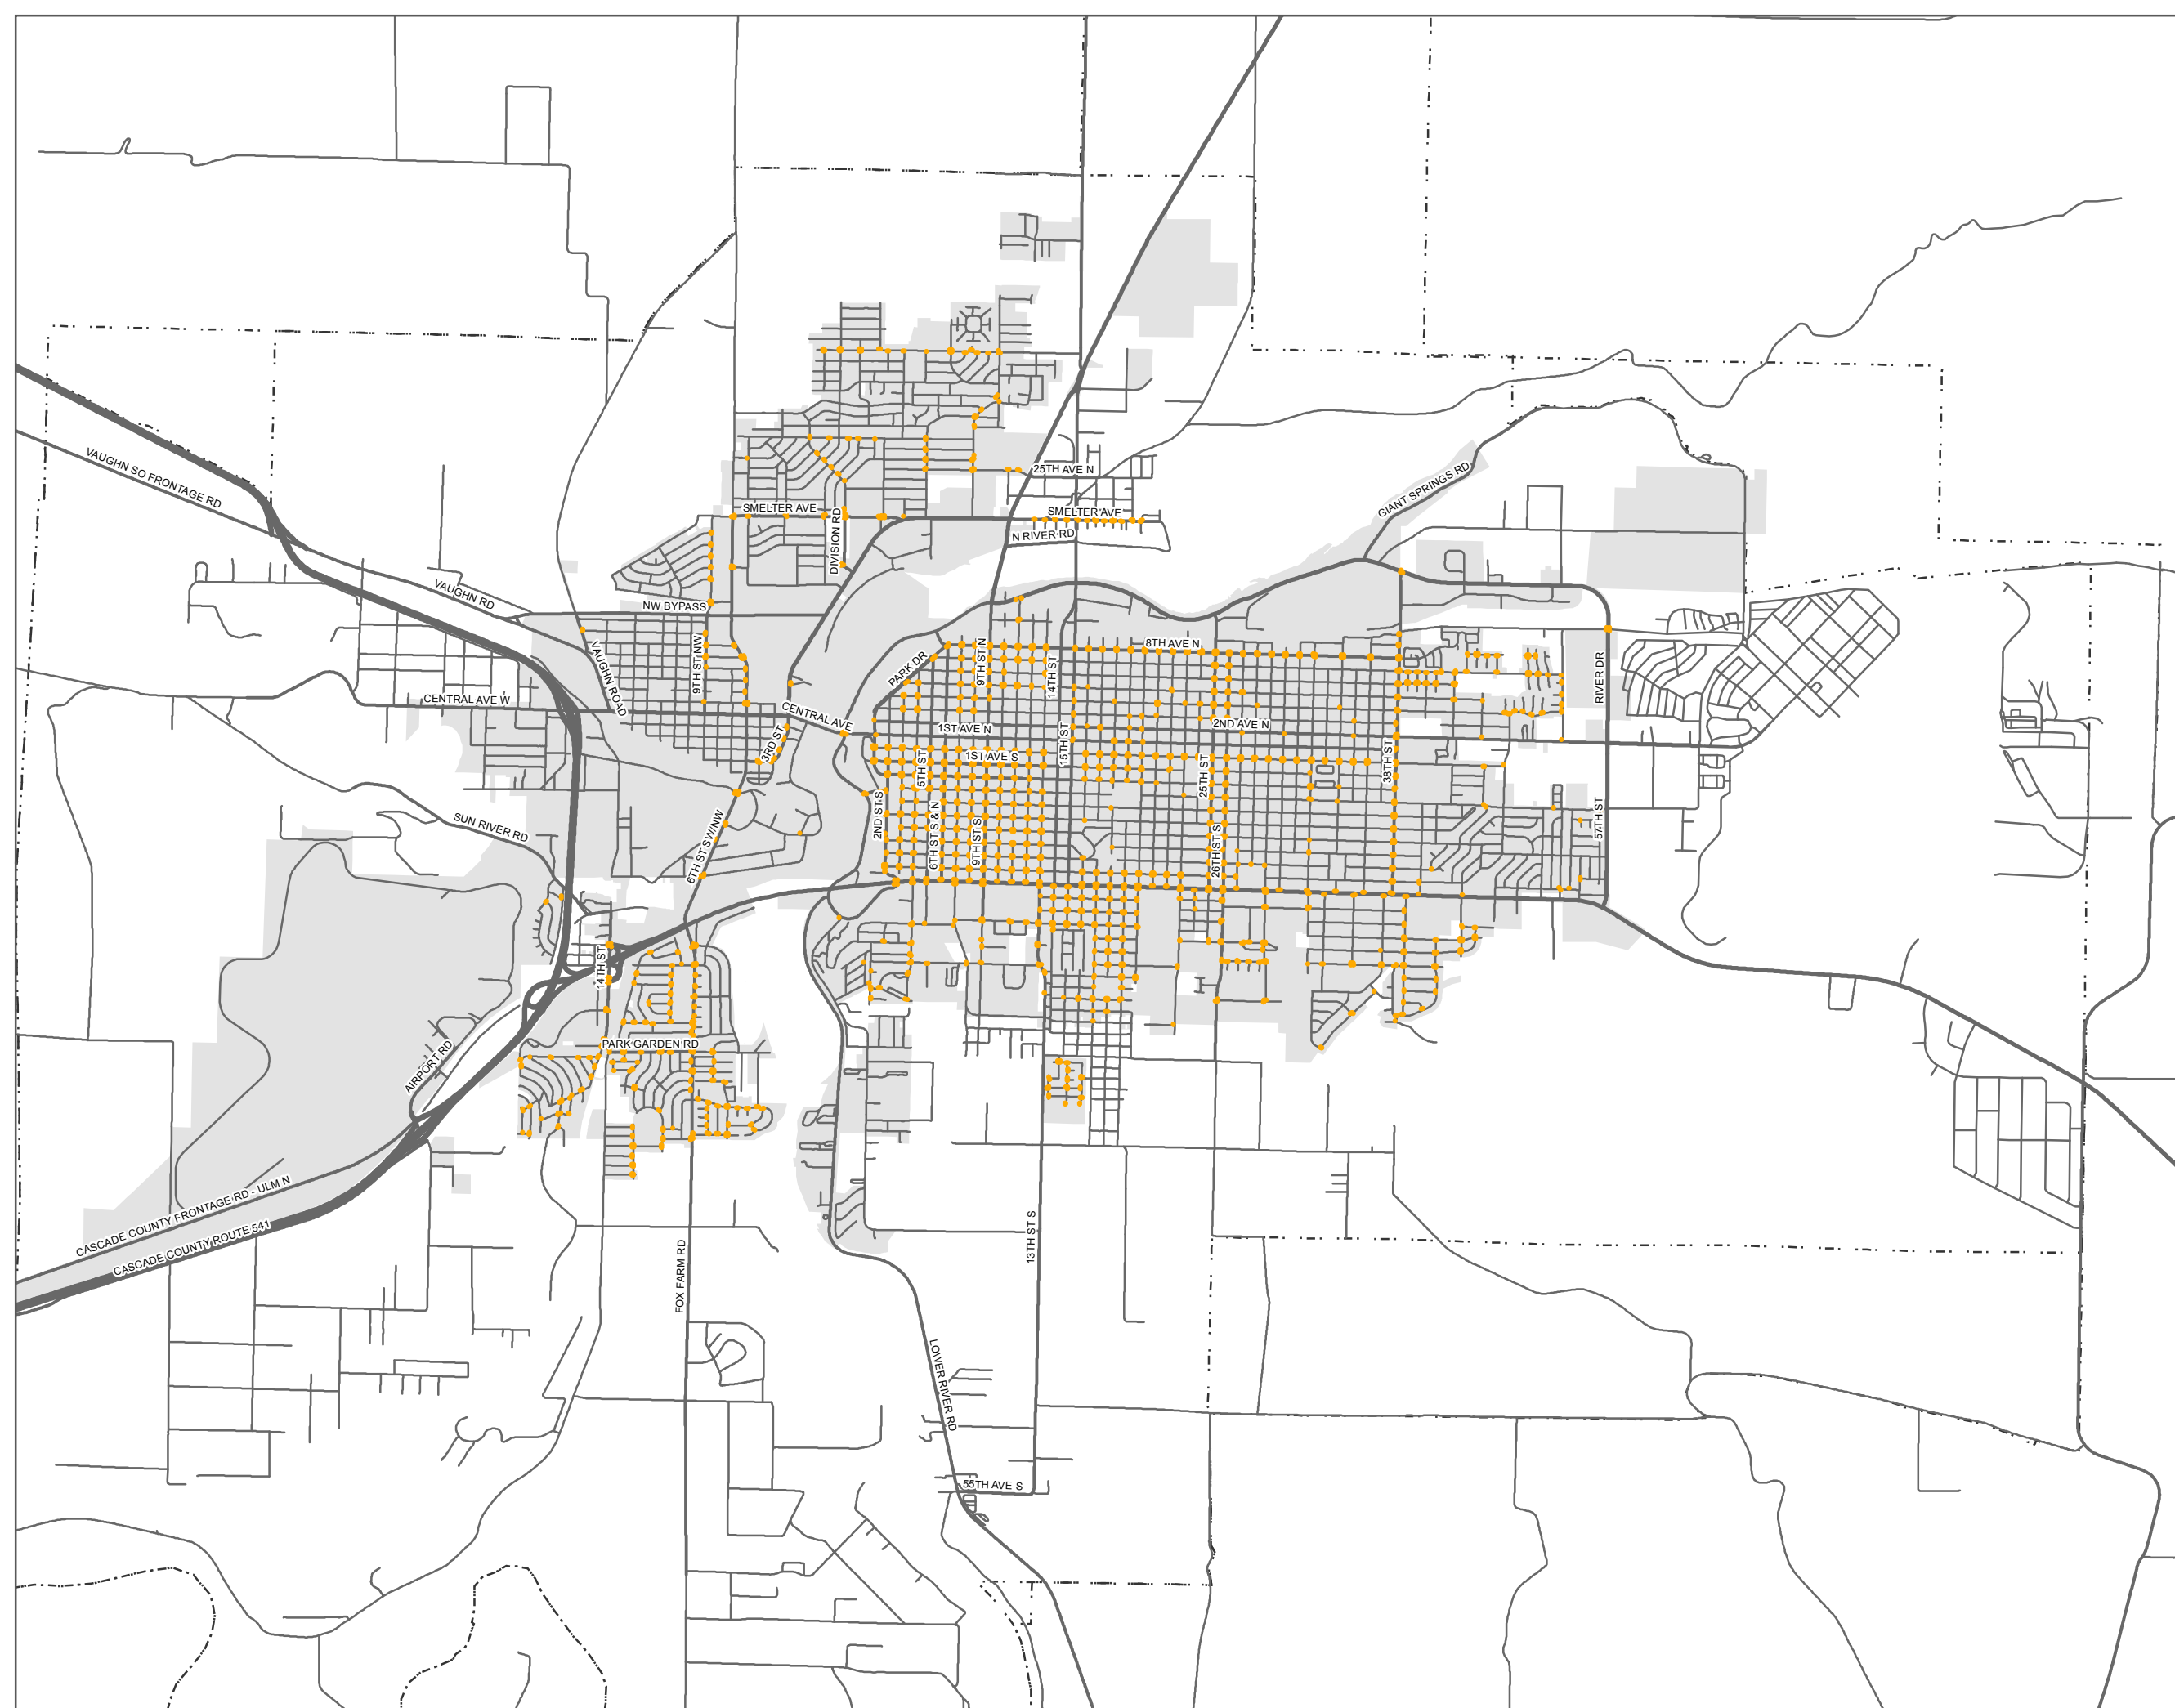 VAUGHN SO FRONTAGE RD
25TH AVE N
GIANT SPRINGS RD
SMELTER AVE
SMELTER AVE
DIVISION RD
N RIVER RD
VAUGHN RD
NW BYPASS
8TH AVE N
9TH ST N
PARK DR
14TH ST
9TH ST NW
VAUGHN ROAD
RIVER DR
CENTRAL AVE W
CENTRAL AVE
1ST AVE N
2ND AVE N
3RD ST
15TH ST
1ST AVE S
5TH ST
25TH ST
38TH ST
2ND ST S
SUN RIVER RD
6TH ST SW/NW
6TH ST S & N
9TH ST S
26TH ST S
57TH ST
14TH ST
PARK GARDEN RD
AIRPORT RD
CASCADE COUNTY FRONTAGE RD - ULM N
CASCADE COUNTY ROUTE 541
13TH ST S
FOX FARM RD
LOWER RIVER RD
55TH AVE S